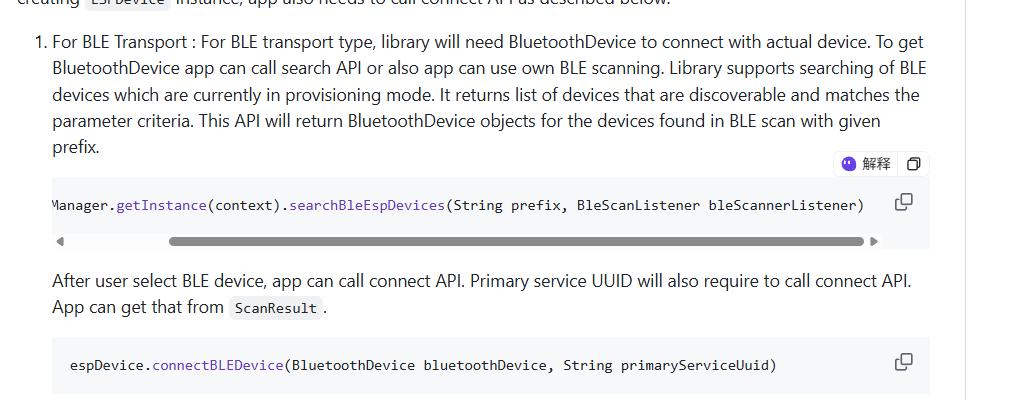 creating ESPDevice instance, app also needs to call connect API as described below.
1. For BLE Transport : For BLE transport type, library will need BluetoothDevice to connect with actual device. To get
BluetoothDevice app can call search API or also app can use own BLE scanning. Library supports searching of BLE
devices which are currently in provisioning mode. It returns list of devices that are discoverable and matches the
parameter criteria. This API will return BluetoothDevice objects for the devices found in BLE scan with given
prefix.
解释
Manager.getInstance(context).searchBleEspDevices(String prefix, BleScanListener bleScannerListener)
After user select BLE device, app can call connect API. Primary service UUID will also require to call connect API.
App can get that from ScanResult.
espDevice.connectBLEDevice(BluetoothDevice bluetoothDevice, String primaryServiceUuid)